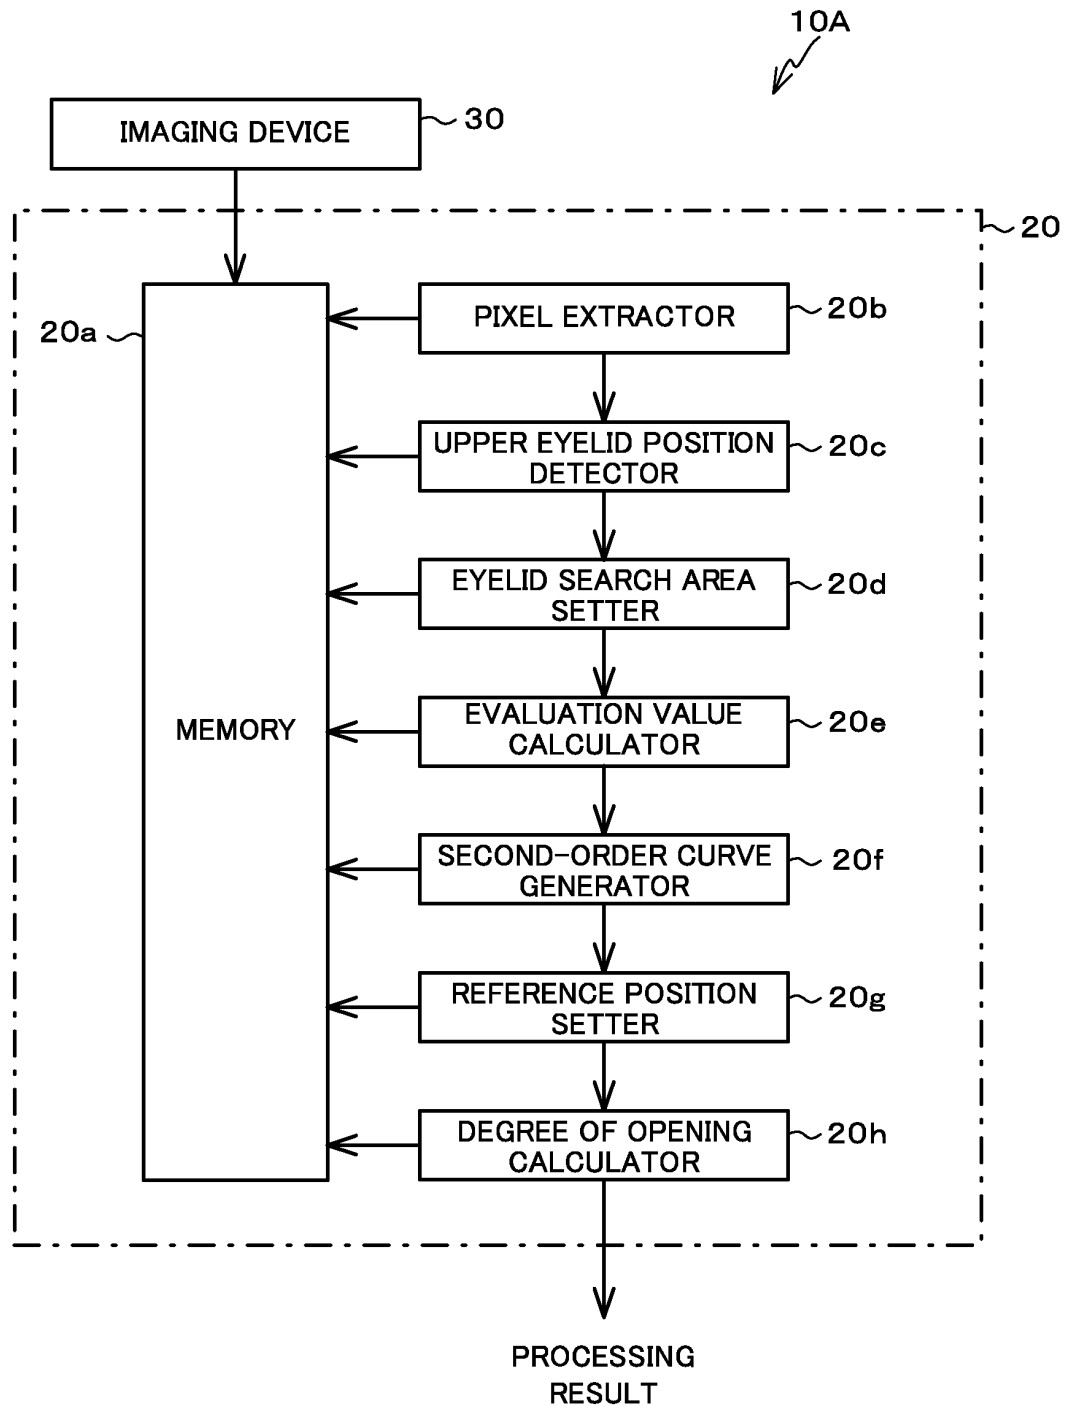 10A
IMAGING DEVICE
30
20
20a
MEMORY
PIXEL EXTRACTOR
20b
UPPER EYELID POSITION
DETECTOR
20c
EYELID SEARCH AREA
SETTER
20d
EVALUATION VALUE
CALCULATOR
20e
SECOND-ORDER CURVE
GENERATOR
20f
REFERENCE POSITION
SETTER
20g
DEGREE OF OPENING
CALCULATOR
20h
PROCESSING
RESULT